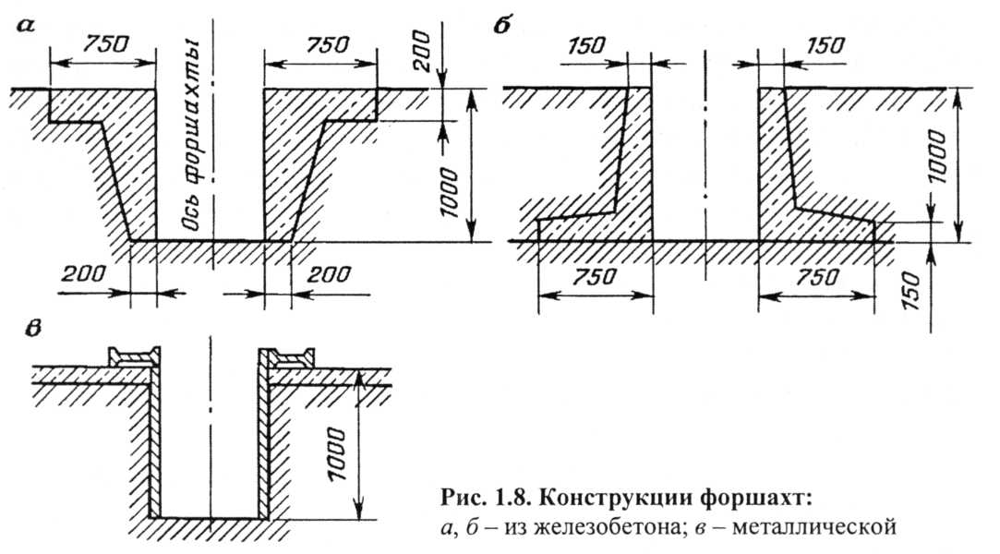 а
750
Ось форшахты
750
200
1000
200
200
б
150
150
1000
750
750
150
в
1000
Рис. 1.8. Конструкции форшахт:
а, б – из железобетона; в – металлической